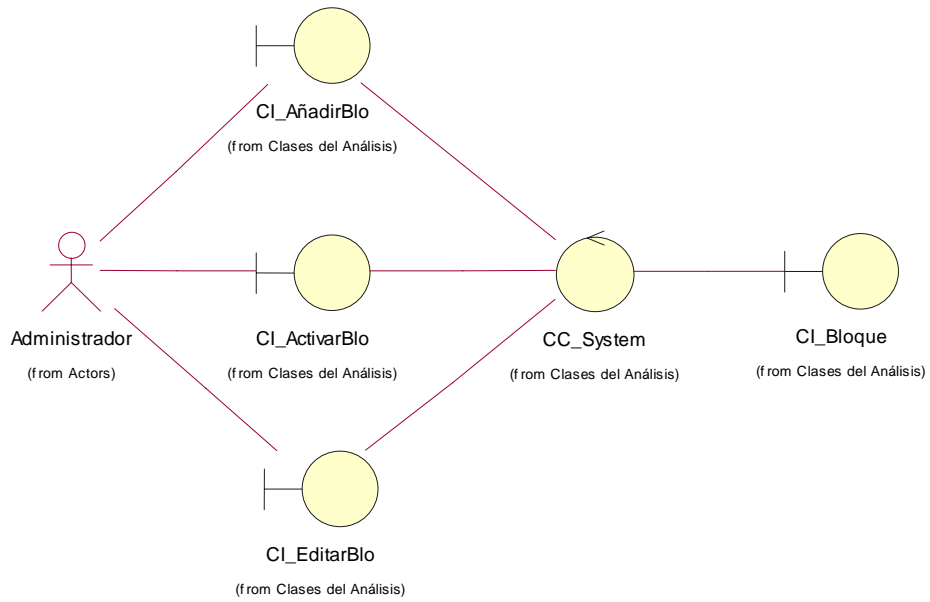 CI_AñadirBlo
(from Clases del Análisis)
Administrador
(from Actors)
CI_ActivarBlo
(from Clases del Análisis)
CC_System
(from Clases del Análisis)
CI_Bloque
(from Clases del Análisis)
CI_EditarBlo
(from Clases del Análisis)